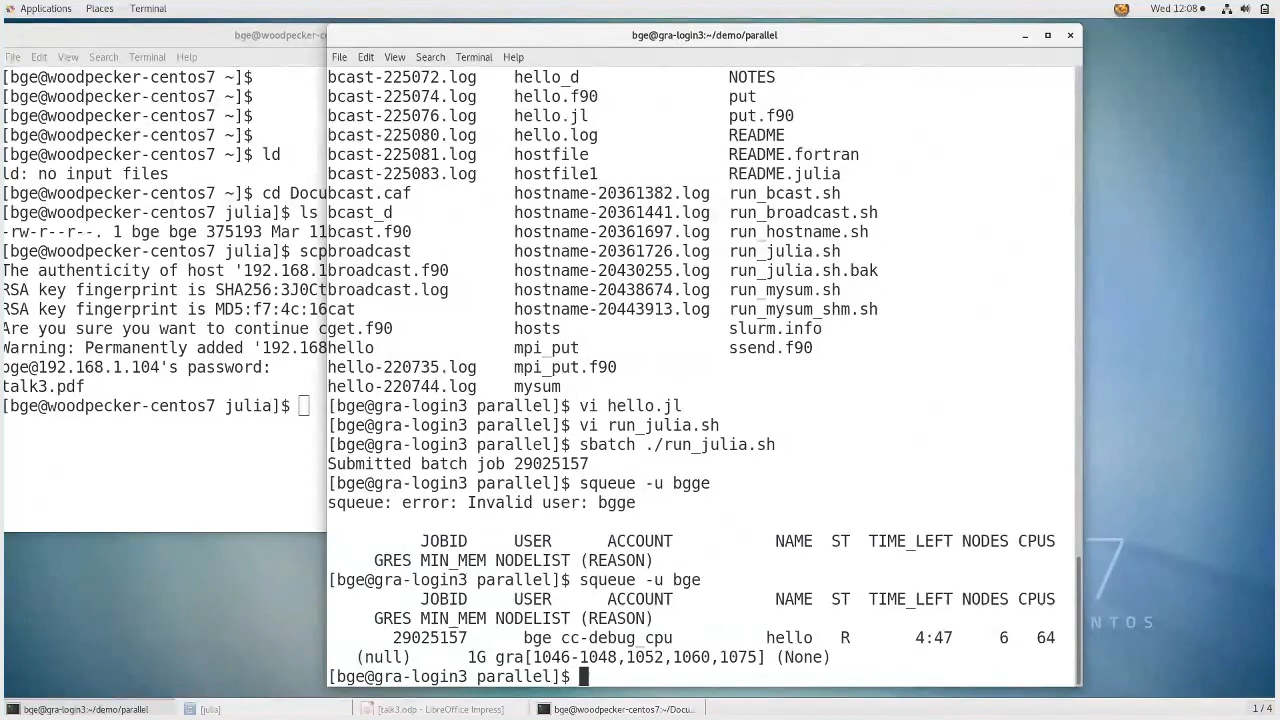 Applications Places Terminal Wed 12:08
bge@woodpecker-ce
File Edit View Search Terminal Help
[bge@woodpecker-centos7 ~]$
[bge@woodpecker-centos7 ~]$
[bge@woodpecker-centos7 ~]$
[bge@woodpecker-centos7 ~]$
[bge@woodpecker-centos7 ~]$ ld
ld: no input files
[bge@woodpecker-centos7 ~]$ cd Docu
[bge@woodpecker-centos7 julia]$ ls
-rw-r--r--. 1 bge bge 375193 Mar 11
[bge@woodpecker-centos7 julia]$ scp
The authenticity of host '192.168.1
RSA key fingerprint is SHA256:3J0Ct
RSA key fingerprint is MD5:f7:4c:16
Are you sure you want to continue c
Warning: Permanently added '192.168
bge@192.168.1.104's password:
talk3.pdf
[bge@woodpecker-centos7 julia]$
bge@gra-login3:~/demo/parallel
File Edit View Search Terminal Help
bcast-225072.log hello_d NOTES
bcast-225074.log hello.f90 put
bcast-225076.log hello.jl put.f90
bcast-225080.log hello.log README
bcast-225081.log hostfile README.fortran
bcast-225083.log hostfile1 README.julia
bcast.caf hostname-20361382.log run_bcast.sh
bcast_d hostname-20361441.log run_broadcast.sh
bcast.f90 hostname-20361697.log run_hostname.sh
broadcast hostname-20361726.log run_julia.sh
broadcast.f90 hostname-20430255.log run_julia.sh.bak
broadcast.log hostname-20438674.log run_mysum.sh
cat hostname-20443913.log run_mysum_shm.sh
get.f90 hosts slurm.info
hello mpi_put ssend.f90
hello-220735.log mpi_put.f90
hello-220744.log mysum
[bge@gra-login3 parallel]$ vi hello.jl
[bge@gra-login3 parallel]$ vi run_julia.sh
[bge@gra-login3 parallel]$ sbatch ./run_julia.sh
Submitted batch job 29025157
[bge@gra-login3 parallel]$ squeue -u bgge
squeue: error: Invalid user: bgge
JOBID USER ACCOUNT NAME ST TIME_LEFT NODES CPUS
GRES MIN_MEM NODELIST (REASON)
[bge@gra-login3 parallel]$ squeue -u bge
JOBID USER ACCOUNT NAME ST TIME_LEFT NODES CPUS
GRES MIN_MEM NODELIST (REASON)
29025157 bge cc-debug_cpu hello R 4:47 6 64
(null) 1G gra[1046-1048,1052,1060,1075] (None)
[bge@gra-login3 parallel]$
7
NTOS
bge@gra-login3:~/demo/parallel [julia] [talk3.odp - LibreOffice Impress] bge@woodpecker-centos7:~/Docu... 1 / 4